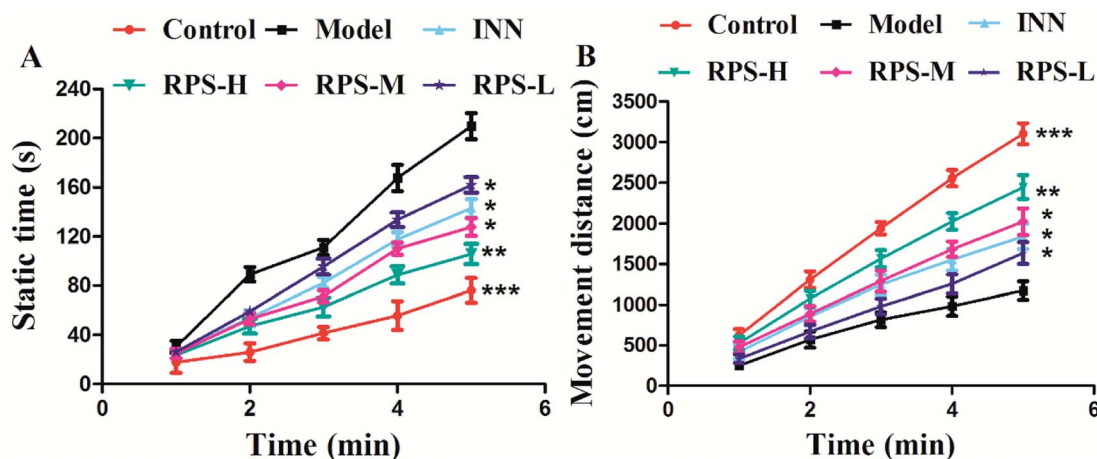 A
Control Model INN
RPS-H RPS-M RPS-L
Static time (s)
240
200
160
120
80
40
0
*
*
*
**
***
0 2 4 6
Time (min)
B
Control Model INN
RPS-H RPS-M RPS-L
Movement distance (cm)
3500
3000
2500
2000
1500
1000
500
0
***
**
*
*
*
0 2 4 6
Time (min)